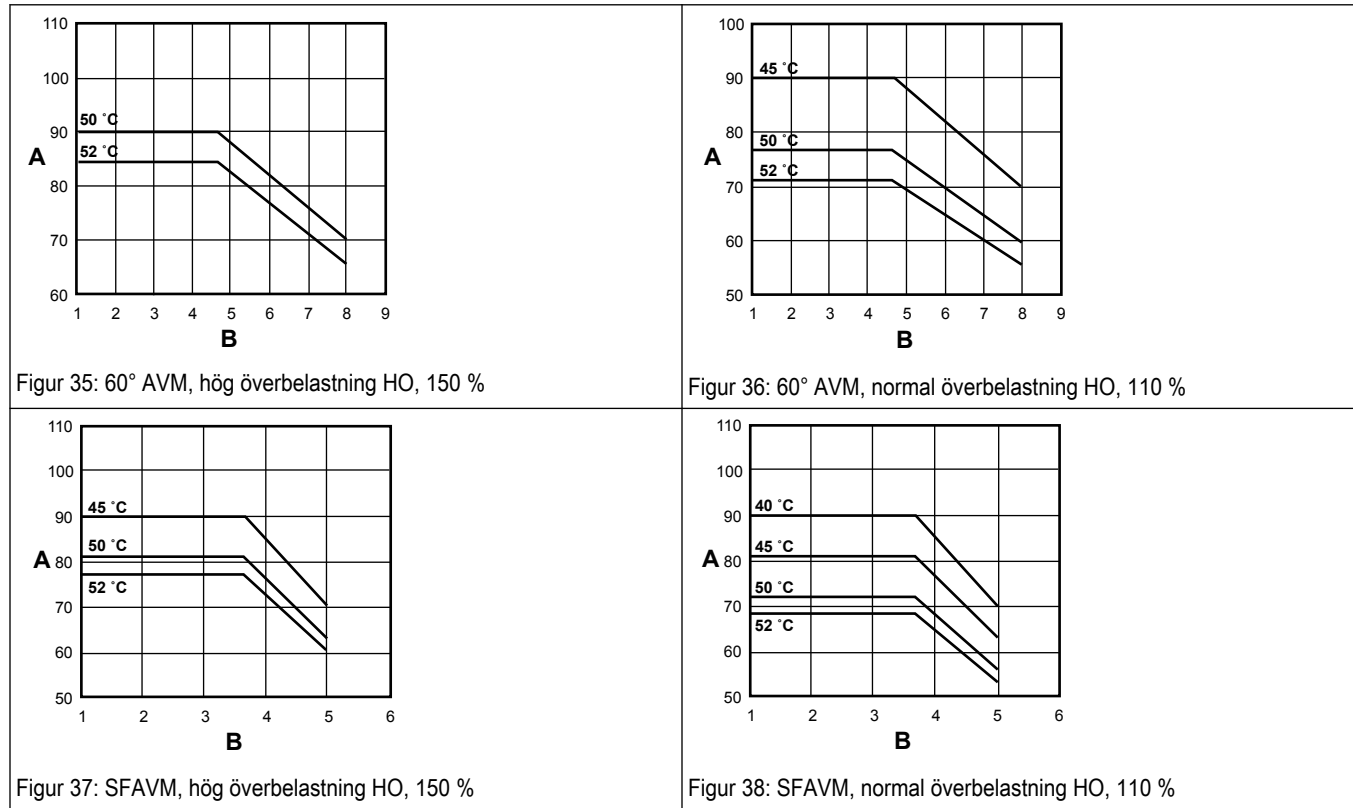 110
100
90
80
70
60
50 °C
52 °C
A
1 2 3 4 5 6 7 8 9
B
Figur 35: 60° AVM, hög överbelastning HO, 150 %
100
90
80
70
60
50
45 °C
50 °C
52 °C
A
1 2 3 4 5 6 7 8 9
B
Figur 36: 60° AVM, normal överbelastning HO, 110 %
110
100
90
80
70
60
50
45 °C
50 °C
52 °C
A
1 2 3 4 5 6
B
Figur 37: SFAVM, hög överbelastning HO, 150 %
110
100
90
80
70
60
50
40 °C
45 °C
50 °C
52 °C
A
1 2 3 4 5 6
B
Figur 38: SFAVM, normal överbelastning HO, 110 %